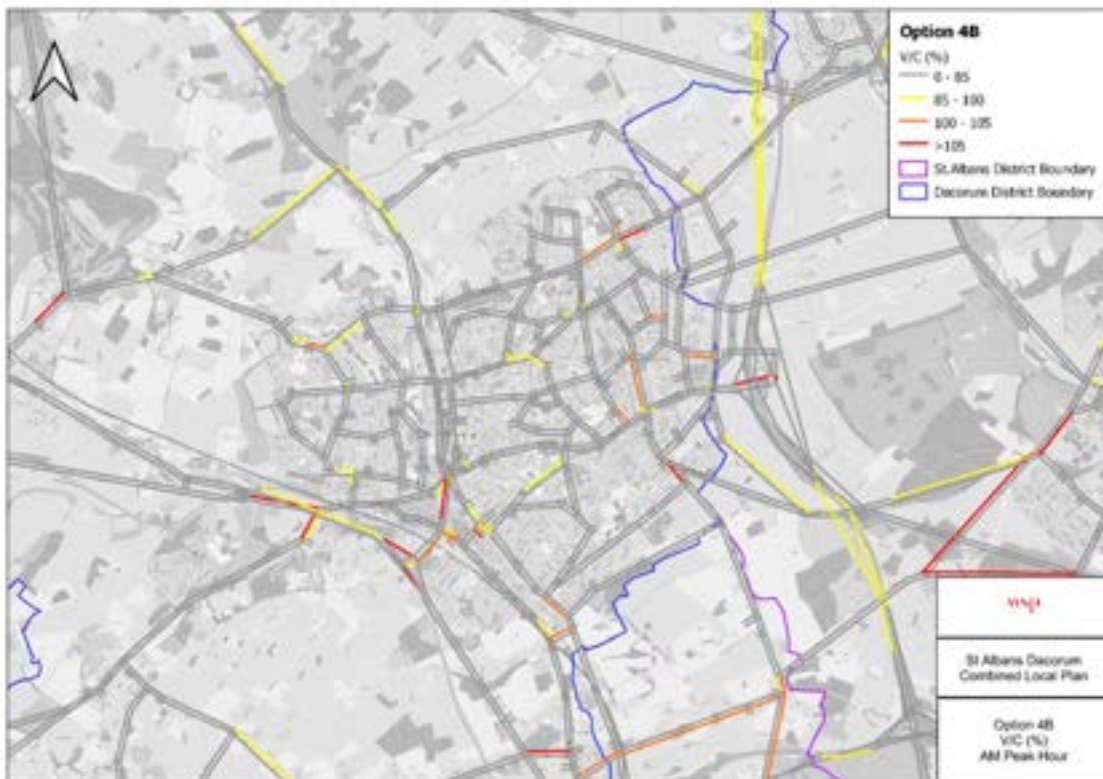 Option 4B
V/C (%)
0 - 85
85 - 100
100 - 105
>105
St Albans District Boundary
Dacorum District Boundary
wsp
St Albans Dacorum
Combined Local Plan
Option 4B
V/C (%)
AM Peak Hour